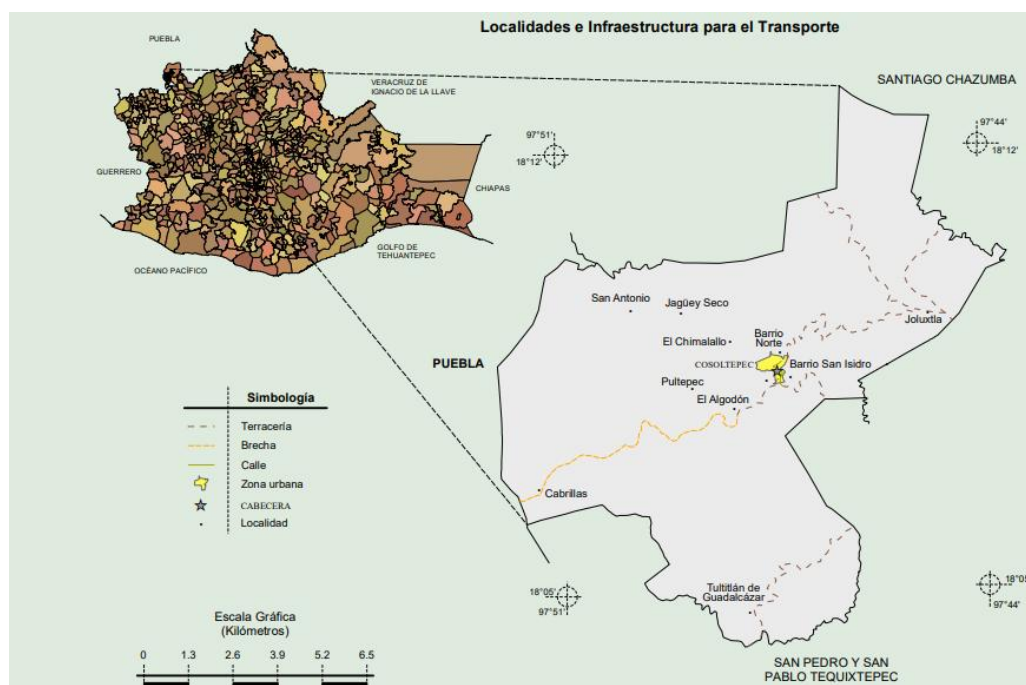 Localidades e Infraestructura para el Transporte
PUEBLA
VERACRUZ DE
IGNACIO DE LA LLAVE
GUERRERO
CHIAPAS
GOLFO DE
TEHUANTEPEC
OCÉANO PACÍFICO
SANTIAGO CHAZUMBA
97°51'
18°12'
97°44'
18°12'
San Antonio
Jagüey Seco
Joluxtla
El Chimalallo
Barrio
Norte
COSOLTEPEC
Barrio San Isidro
PUEBLA
Pultepec
El Algodón
Cabrillas
Simbología
Terracería
Brecha
Calle
Zona urbana
CABECERA
Localidad
18°05'
97°51'
18°05'
97°44'
Tultitlán de
Guadalcázar
Escala Gráfica
(Kilómetros)
0 1.3 2.6 3.9 5.2 6.5
SAN PEDRO Y SAN
PABLO TEQUIXTEPEC